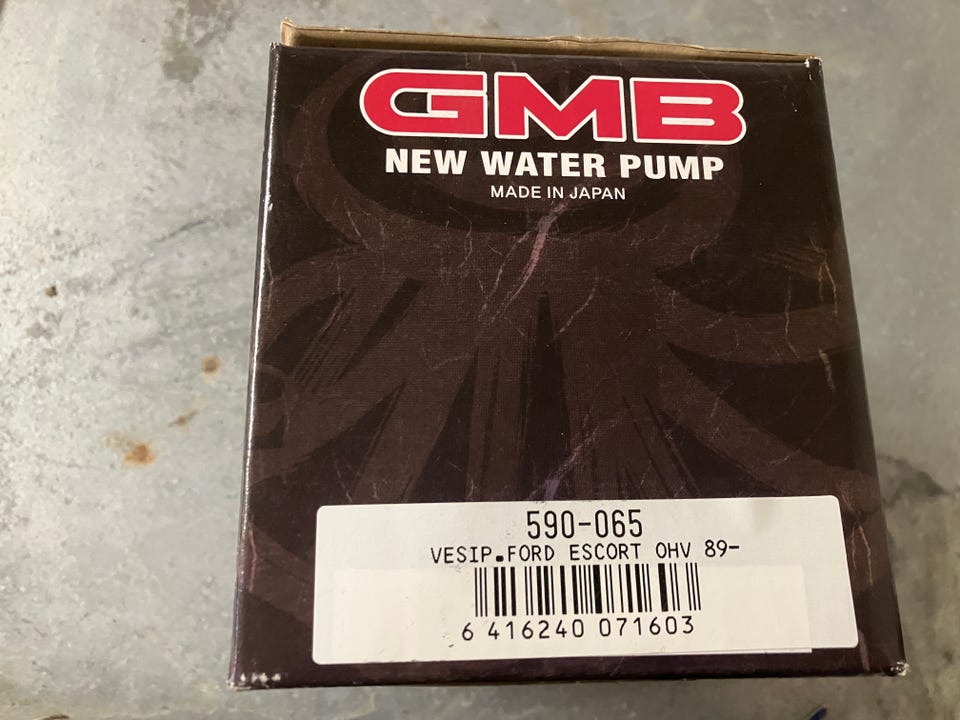 GMB
NEW WATER PUMP
MADE IN JAPAN
590-065
VESIP.FORD ESCORT OHV 89-
6 416240 071603